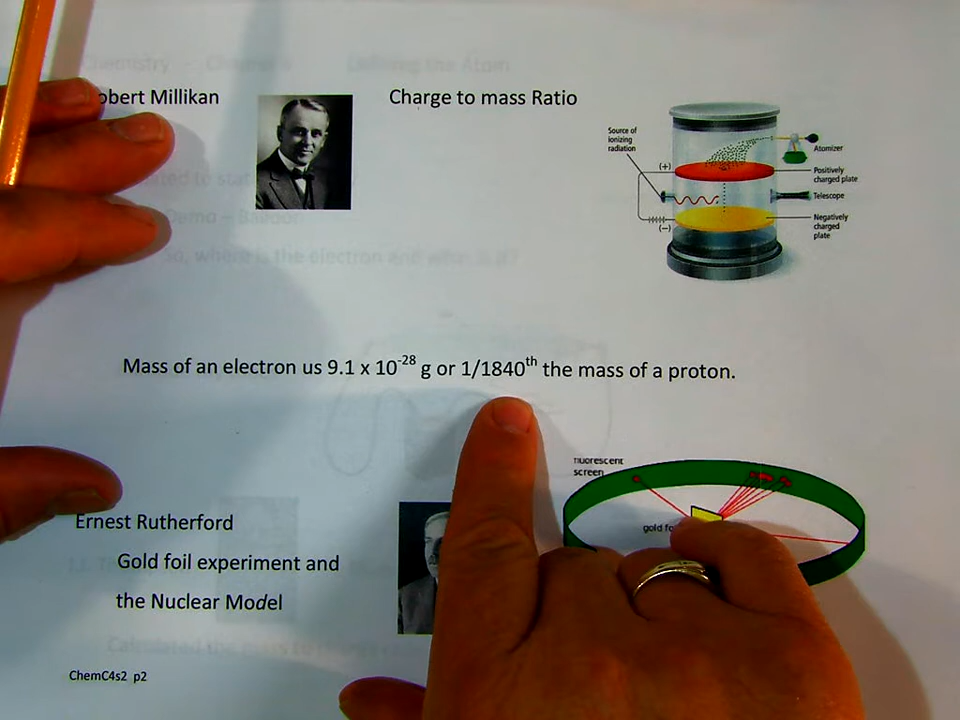 obert Millikan
Charge to mass Ratio
Source of
ionizing
radiation
(+)
(−)
Atomizer
Positively
charged plate
Telescope
Negatively
charged
plate
Mass of an electron us 9.1 x 10⁻²⁸ g or 1/1840ᵗʰ the mass of a proton.
fluorescent
screen
gold fo
Ernest Rutherford
Gold foil experiment and
the Nuclear Model
ChemC4s2 p2